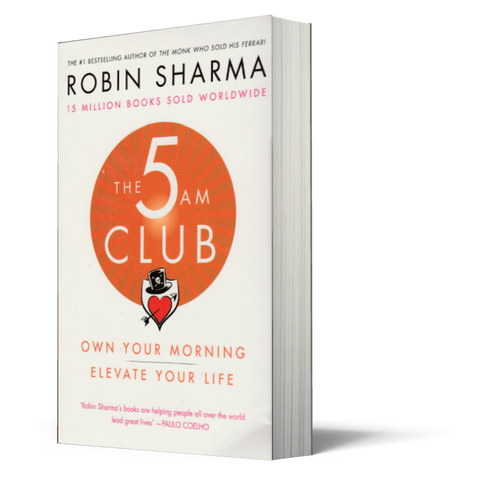 THE #1 BESTSELLING AUTHOR OF THE MONK WHO SOLD HIS FERRARI
ROBIN SHARMA
15 MILLION BOOKS SOLD WORLDWIDE
THE 5 AM
CLUB
OWN YOUR MORNING
ELEVATE YOUR LIFE
'Robin Sharma's books are helping people all over the world
lead great lives' —PAULO COELHO